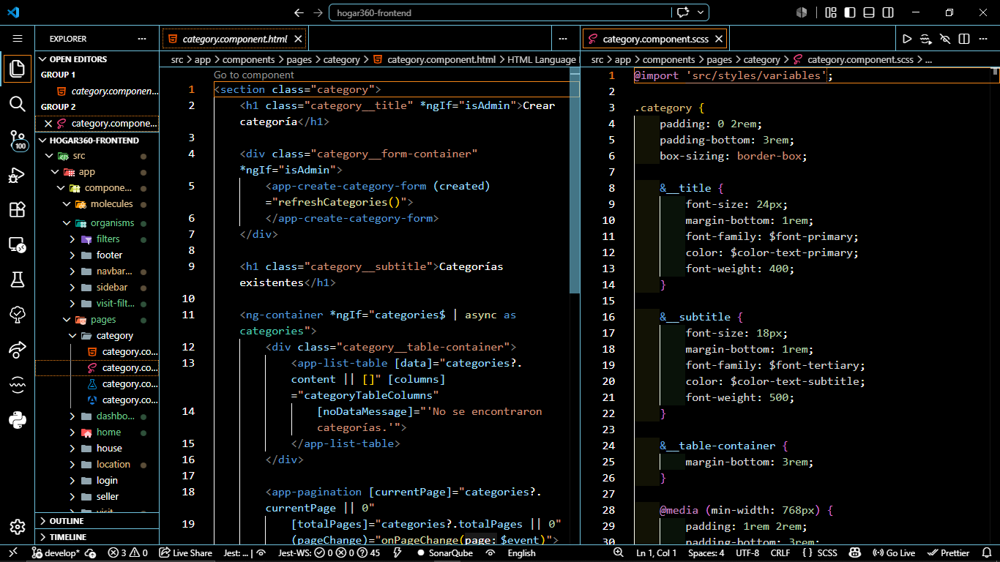 hogar360-frontend
EXPLORER
OPEN EDITORS
GROUP 1
category.componen...
GROUP 2
category.compone...
HOGAR360-FRONTEND
src
app
compone...
molecules
organisms
filters
footer
navbar...
sidebar
visit-filt...
pages
category
category.co...
category.co...
category.co...
category.co...
dashbo...
home
house
location
login
seller
visit
OUTLINE
TIMELINE
100
category.component.html
src > app > components > pages > category > category.component.html > HTML Language
Go to component
1 <section class="category">
2 <h1 class="category__title" *ngIf="isAdmin">Crear
categoría</h1>
3
4 <div class="category__form-container"
*ngIf="isAdmin">
5 <app-create-category-form (created)
="refreshCategories()">
6 </app-create-category-form>
7 </div>
8
9 <h1 class="category__subtitle">Categorías
existentes</h1>
10
11 <ng-container *ngIf="categories$ | async as
categories">
12 <div class="category__table-container">
13 <app-list-table [data]="categories?.
content || []" [columns]
="categoryTableColumns"
14 [noDataMessage]="'No se encontraron
categorías.'">
15 </app-list-table>
16 </div>
17
18 <app-pagination [currentPage]="categories?.
currentPage || 0"
19 [totalPages]="categories?.totalPages || 0"
(pageChange)="onPageChange(page: $event)">
category.component.scss
src > app > components > pages > category > category.component.scss > ...
1 @import 'src/styles/variables';
2
3 .category {
4 padding: 0 2rem;
5 padding-bottom: 3rem;
6 box-sizing: border-box;
7
8 &__title {
9 font-size: 24px;
10 margin-bottom: 1rem;
11 font-family: $font-primary;
12 color: $color-text-primary;
13 font-weight: 400;
14 }
15
16 &__subtitle {
17 font-size: 18px;
18 margin-bottom: 1rem;
19 font-family: $font-tertiary;
20 color: $color-text-subtitle;
21 font-weight: 500;
22 }
23
24 &__table-container {
25 margin-bottom: 3rem;
26 }
27
28 @media (min-width: 768px) {
29 padding: 1rem 2rem;
30 padding-bottom: 3rem;
develop* 3 0 Live Share Jest: ... Jest-WS: 0 0 45 SonarQube English Ln 1, Col 1 Spaces: 4 UTF-8 CRLF { } SCSS Go Live Prettier